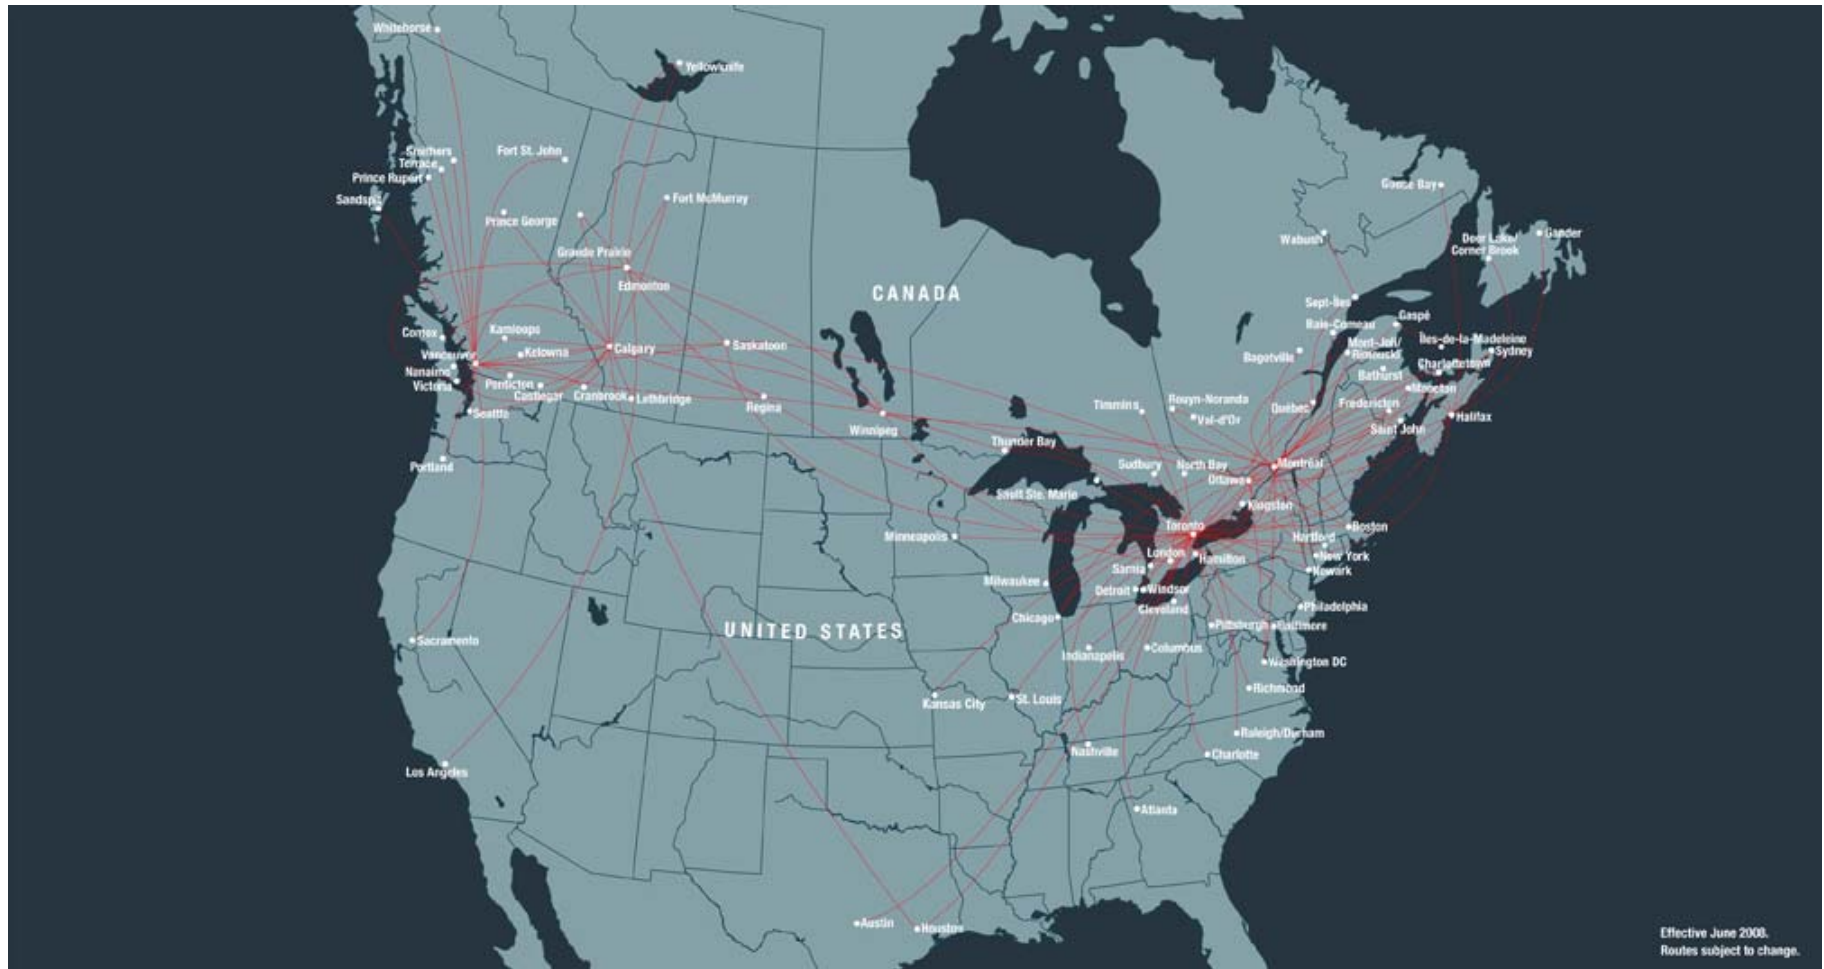 Whitehorse
Yellowknife
Smithers
Terrace
Prince Rupert
Sandspit
Fort St. John
Prince George
Fort McMurray
Grande Prairie
Edmonton
CANADA
Goose Bay
Wabush
Deer Lake/
Corner Brook
Gander
Sept-Îles
Baie-Comeau
Gaspé
Îles-de-la-Madeleine
Mont-Joli/
Rimouski
Bagotville
Charlottetown
Sydney
Bathurst
Moncton
Québec
Fredericton
Saint John
Halifax
Comox
Kamloops
Vancouver
Kelowna
Calgary
Saskatoon
Nanaimo
Victoria
Penticton
Castlegar
Cranbrook
Lethbridge
Regina
Seattle
Winnipeg
Portland
Timmins
Rouyn-Noranda
Val-d'Or
Thunder Bay
Sudbury
North Bay
Ottawa
Montréal
Sault Ste. Marie
Kingston
Toronto
Boston
Hartford
Minneapolis
London
Hamilton
New York
Sarnia
Newark
Milwaukee
Detroit
Windsor
Cleveland
Chicago
Philadelphia
Pittsburgh
Baltimore
UNITED STATES
Sacramento
Indianapolis
Columbus
Washington DC
Richmond
Kansas City
St. Louis
Raleigh/Durham
Nashville
Charlotte
Los Angeles
Atlanta
Austin
Houston
Effective June 2008.
Routes subject to change.